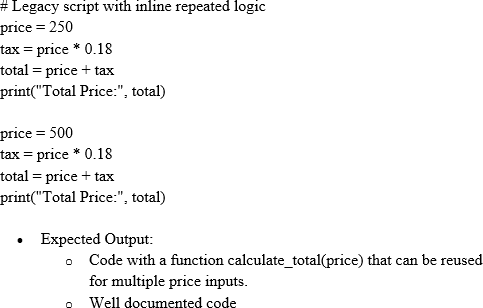 # Legacy script with inline repeated logic
price = 250
tax = price * 0.18
total = price + tax
print("Total Price:", total)
price = 500
tax = price * 0.18
total = price + tax
print("Total Price:", total)
• Expected Output:
o Code with a function calculate_total(price) that can be reused
for multiple price inputs.
o Well documented code